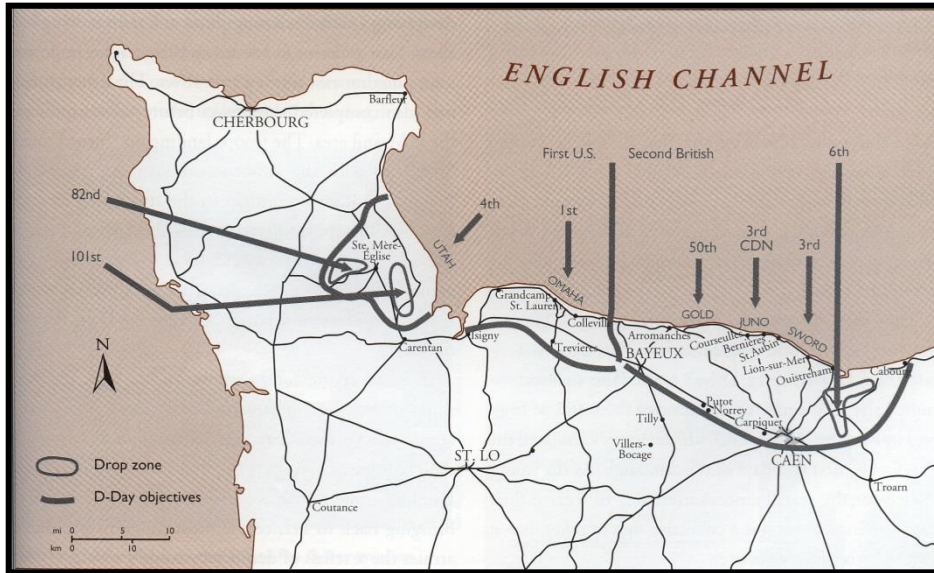 ENGLISH CHANNEL
CHERBOURG
Barfleur
First U.S.
Second British
6th
82nd
4th
1st
3rd
CDN
50th
3rd
101st
Ste. Mère-
Église
UTAH
OMAHA
GOLD
JUNO
SWORD
Grandcamp
St. Laurent
Colleville
Arromanches
Courseulles
Bernières
St. Aubin
Lion-sur-Mer
Ouistreham
Cabourg
Carentan
Isigny
Trevieres
BAYEUX
Putot
Norrey
Carpiquet
Tilly
Villers-
Bocage
CAEN
Troarn
ST. LO
Coutance
N
Drop zone
D-Day objectives
mi 0 5 10
km 0 10 20